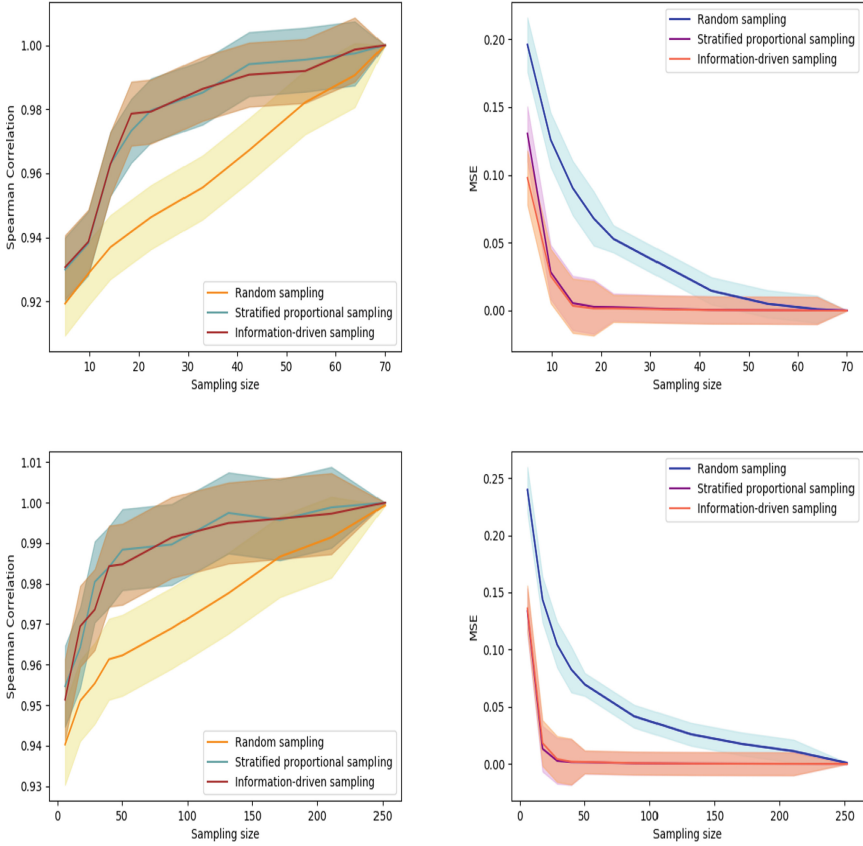 1.00
0.98
0.96
0.94
0.92
Spearman Correlation
Random sampling
Stratified proportional sampling
Information-driven sampling
10 20 30 40 50 60 70
Sampling size
0.20
0.15
0.10
0.05
0.00
MSE
Random sampling
Stratified proportional sampling
Information-driven sampling
10 20 30 40 50 60 70
Sampling size
1.01
1.00
0.99
0.98
0.97
0.96
0.95
0.94
0.93
Spearman Correlation
Random sampling
Stratified proportional sampling
Information-driven sampling
0 50 100 150 200 250
Sampling size
0.25
0.20
0.15
0.10
0.05
0.00
MSE
Random sampling
Stratified proportional sampling
Information-driven sampling
0 50 100 150 200 250
Sampling size